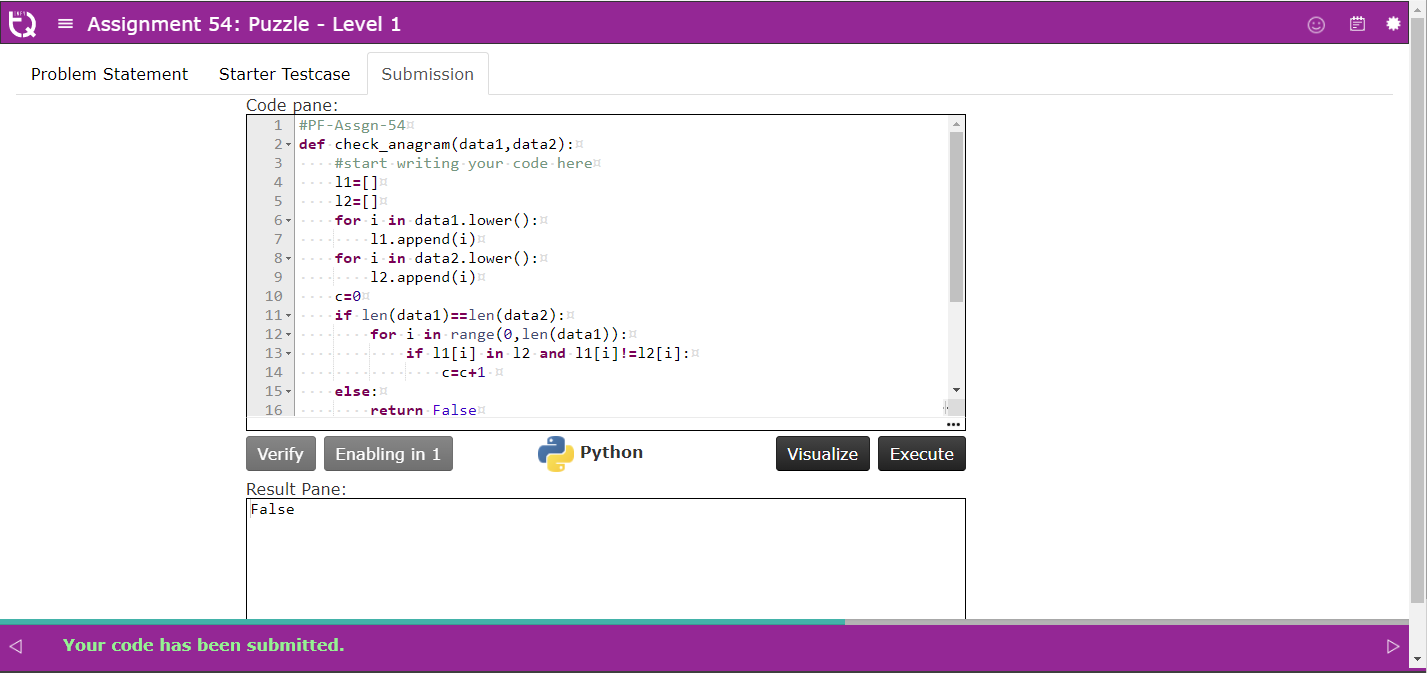 Assignment 54: Puzzle - Level 1
Problem Statement
Starter Testcase
Submission
Code pane:
1 #PF-Assgn-54
2 def check_anagram(data1,data2):
3     #start writing your code here
4     l1=[]
5     l2=[]
6     for i in data1.lower():
7         l1.append(i)
8     for i in data2.lower():
9         l2.append(i)
10     c=0
11     if len(data1)==len(data2):
12         for i in range(0,len(data1)):
13             if l1[i] in l2 and l1[i]!=l2[i]:
14                 c=c+1
15     else:
16         return False
Verify
Enabling in 1
Python
Visualize
Execute
Result Pane:
False
Your code has been submitted.